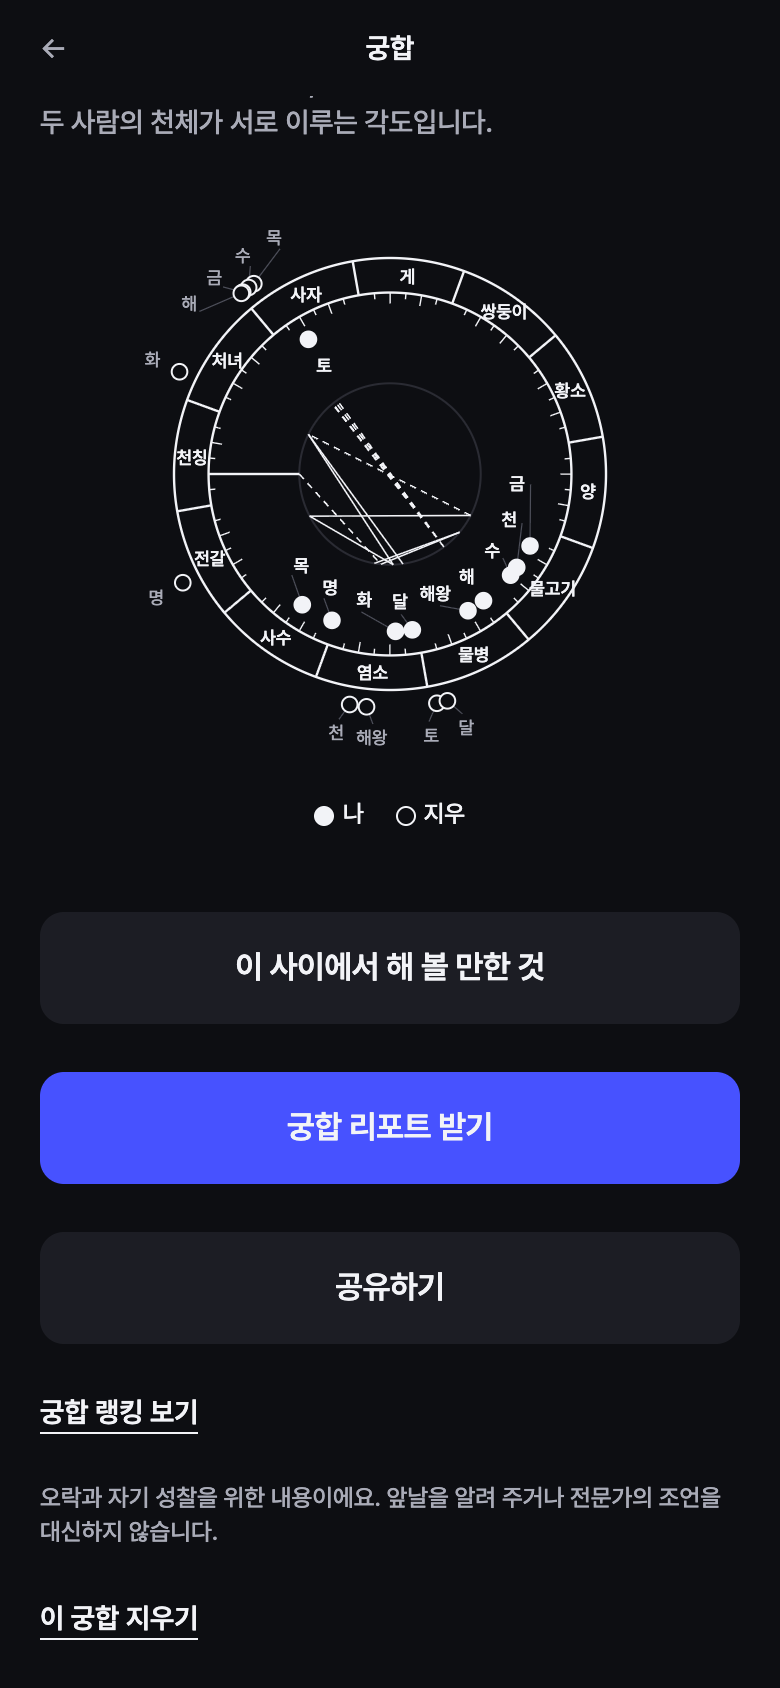 궁합
두 사람의 천체가 서로 이루는 각도입니다.
목
수
금
해
화
명
사자
게
쌍둥이
처녀
황소
천칭
양
전갈
물고기
사수
염소
물병
토
금
천
수
해
해왕
달
화
명
목
천
해왕
토
달
나
지우
이 사이에서 해 볼 만한 것
궁합 리포트 받기
공유하기
궁합 랭킹 보기
오락과 자기 성찰을 위한 내용이에요. 앞날을 알려 주거나 전문가의 조언을
대신하지 않습니다.
이 궁합 지우기